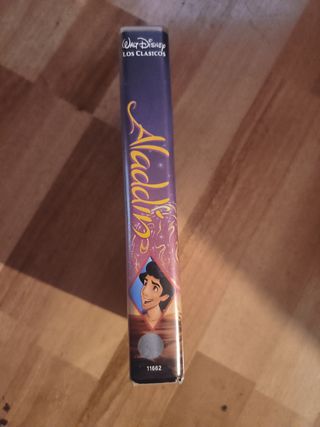 WALT DISNEY
LOS CLASICOS
Aladdin
11662